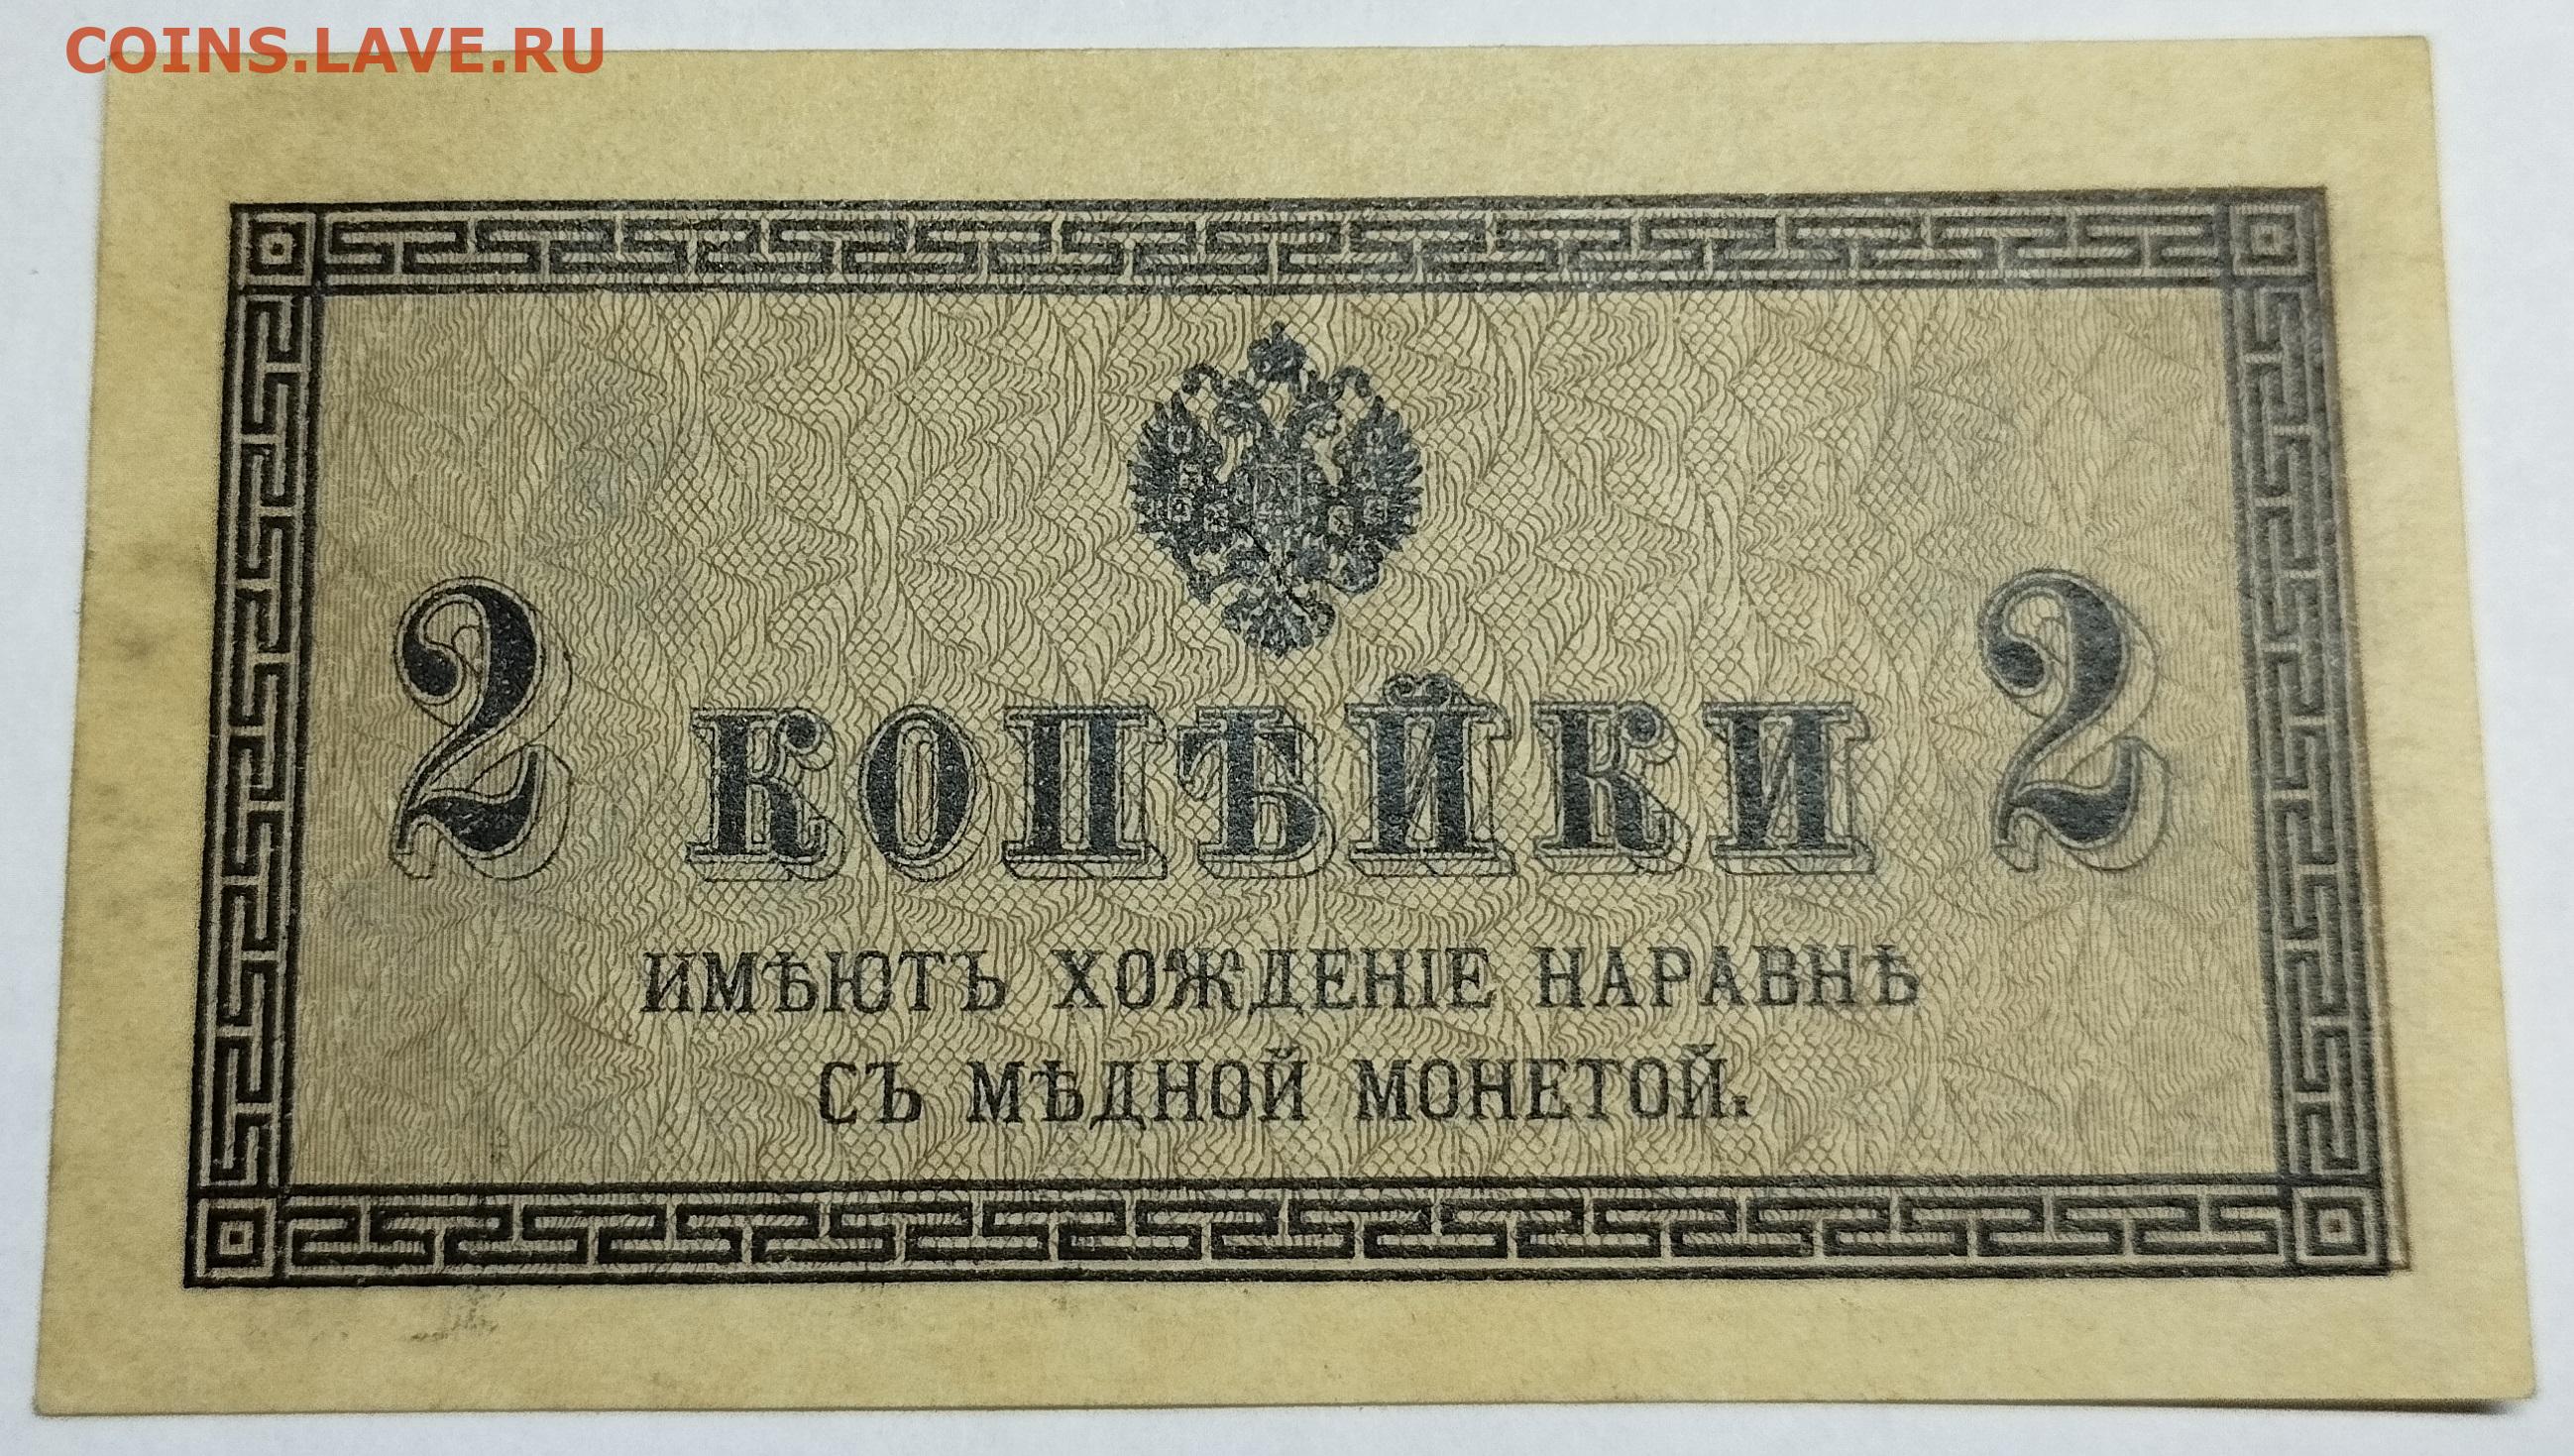 COINS.LAVE.RU
2 КОПѢЙКИ 2
ИМѢЮТЪ ХОЖДЕНІЕ НАРАВНѢ
СЪ МѢДНОЙ МОНЕТОЙ.